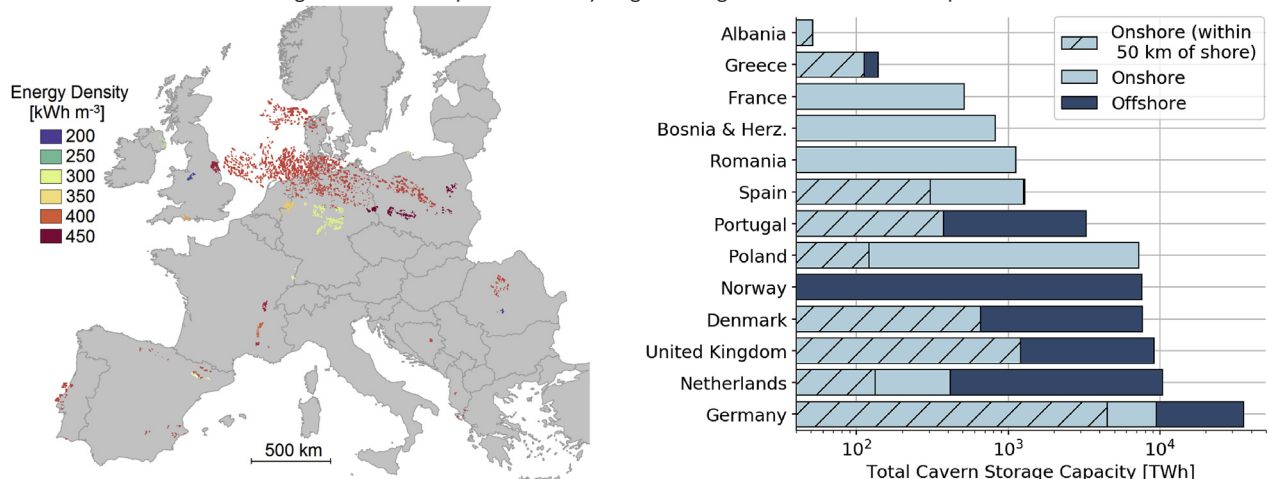 Energy Density
[kWh m⁻³]
200
250
300
350
400
450
500 km
Albania
Greece
France
Bosnia & Herz.
Romania
Spain
Portugal
Poland
Norway
Denmark
United Kingdom
Netherlands
Germany
Onshore (within
50 km of shore)
Onshore
Offshore
10²
10³
10⁴
Total Cavern Storage Capacity [TWh]